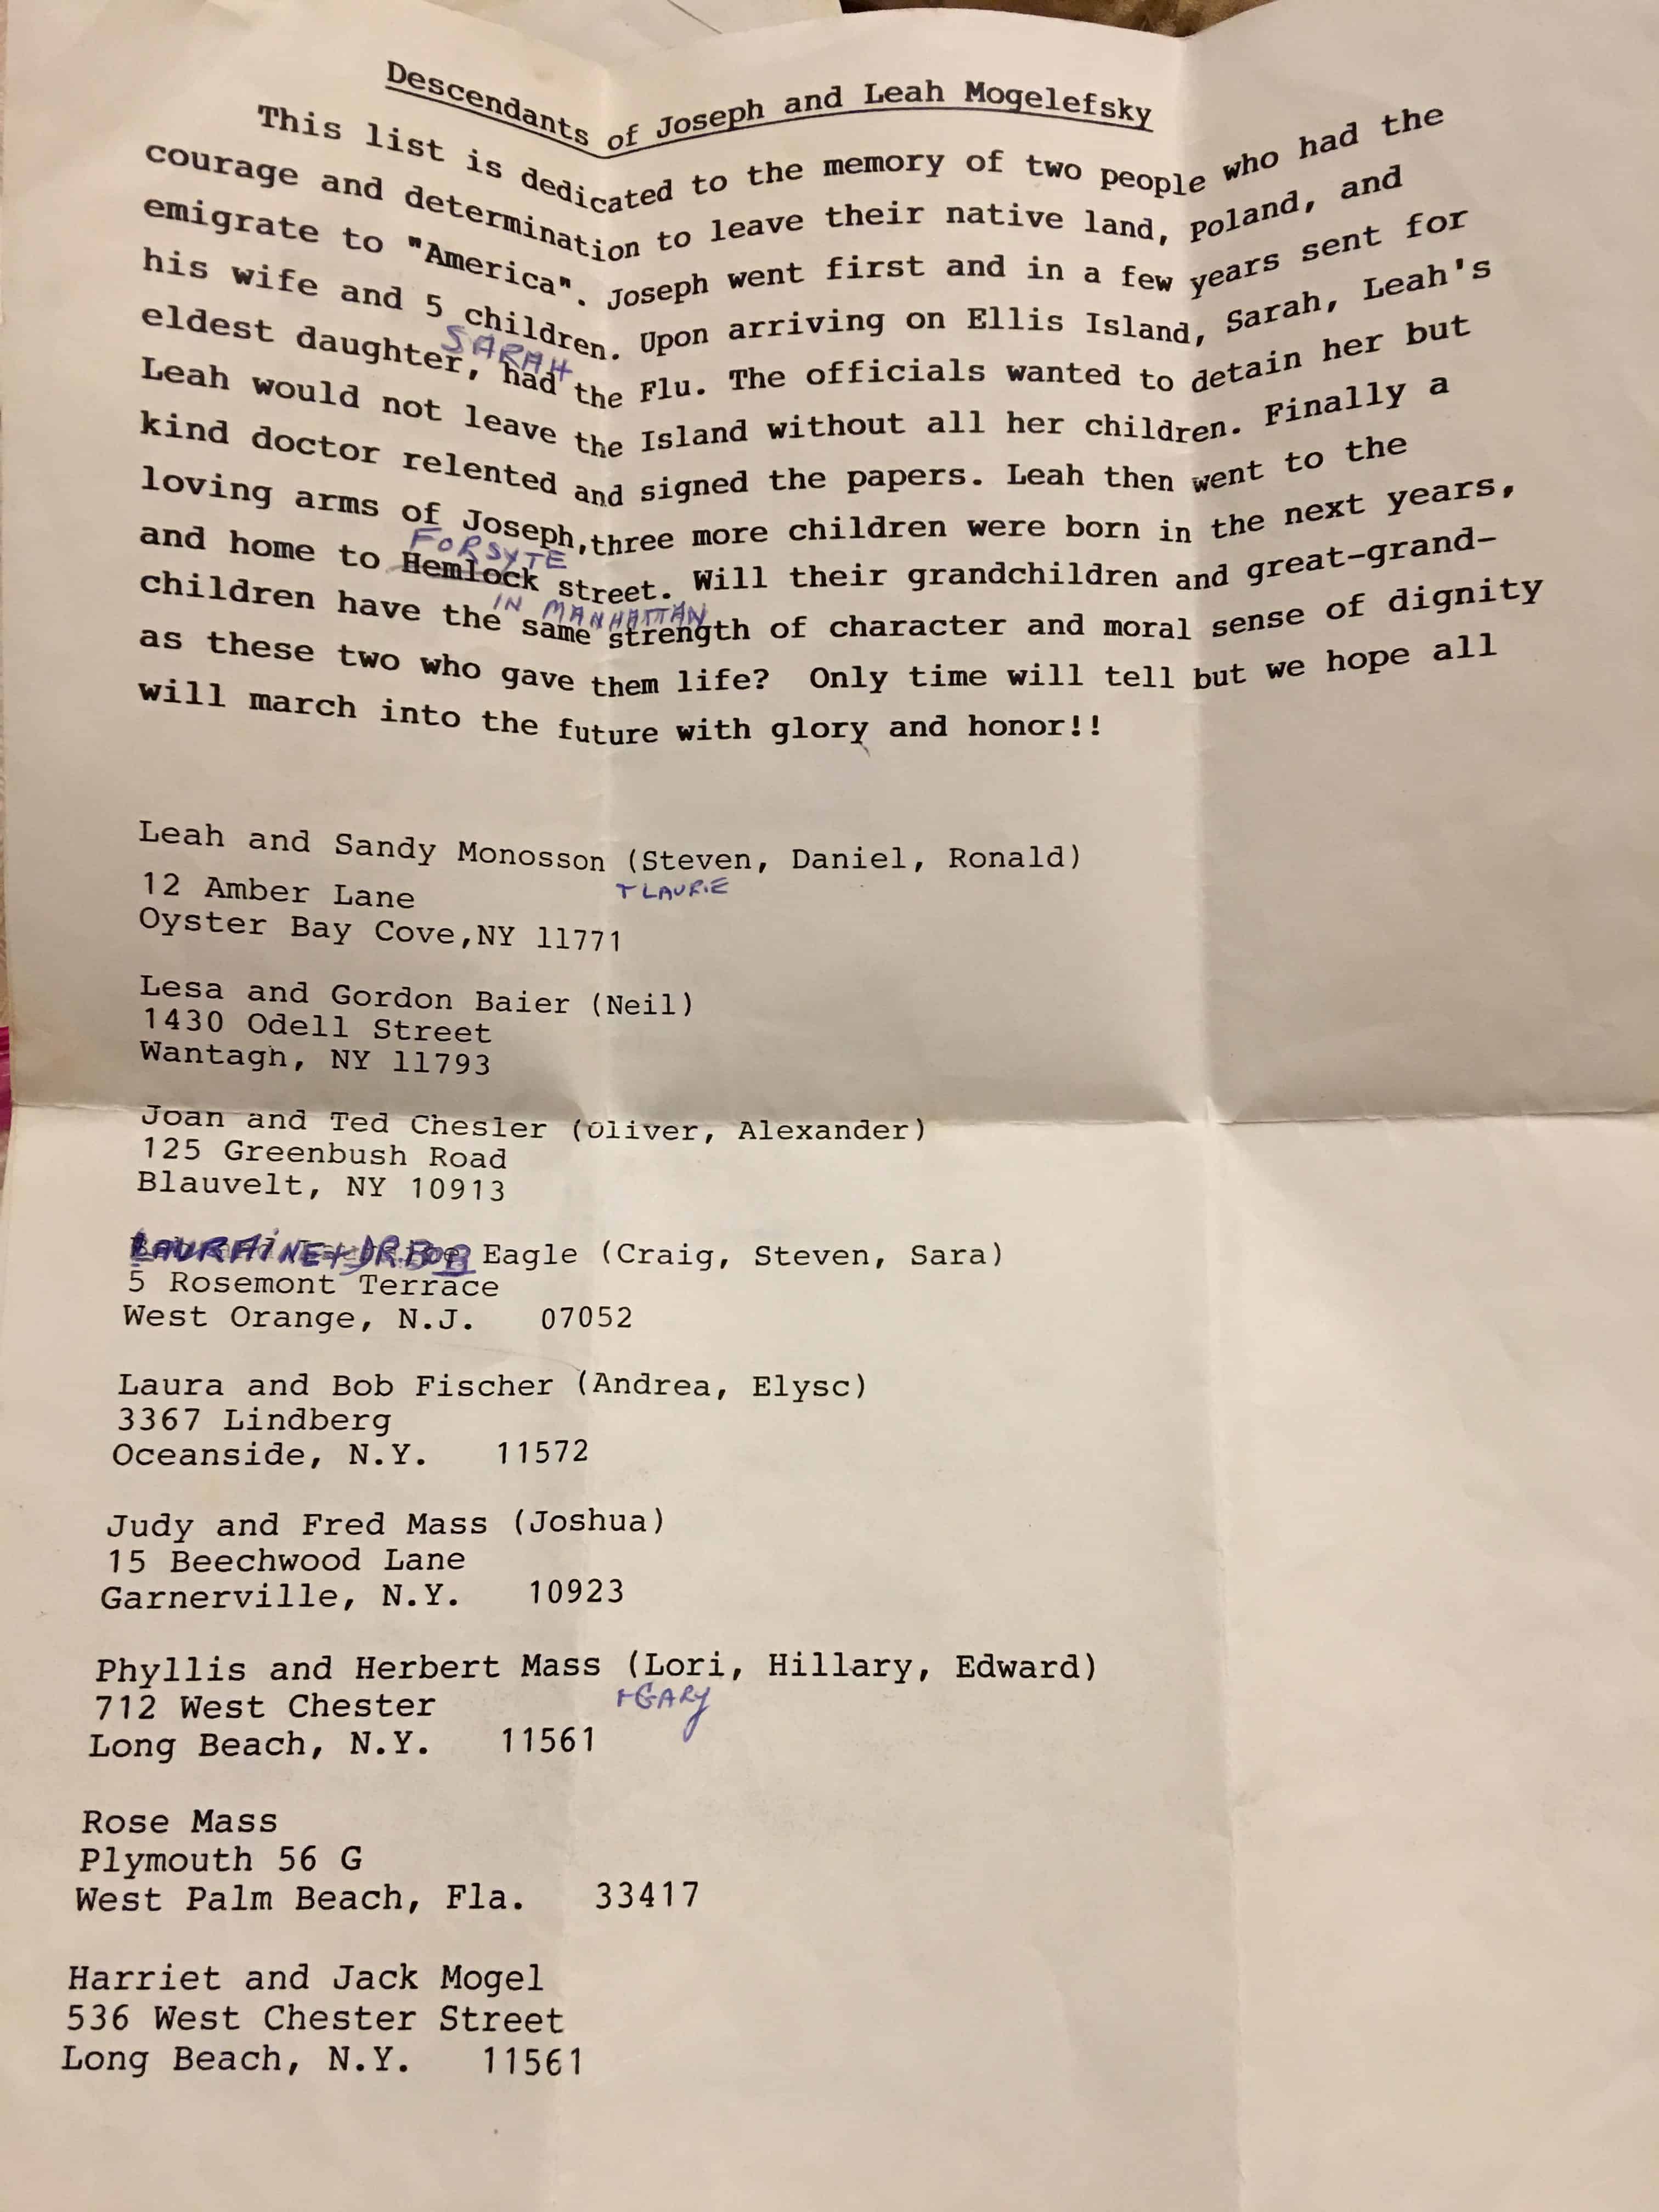 Descendants of Joseph and Leah Mogelefsky
This list is dedicated to the memory of two people who had the
courage and determination to leave their native land, Poland, and
emigrate to "America". Joseph went first and in a few years sent for
his wife and 5 children. Upon arriving on Ellis Island, Sarah, Leah's
SARAH
eldest daughter, had the Flu. The officials wanted to detain her but
Leah would not leave the Island without all her children. Finally a
kind doctor relented and signed the papers. Leah then went to the
loving arms of Joseph,three more children were born in the next years,
FORSYTE
and home to Hemlock street. Will their grandchildren and great-grand-
IN MANHATTAN
children have the same strength of character and moral sense of dignity
as these two who gave them life? Only time will tell but we hope all
will march into the future with glory and honor!!
Leah and Sandy Monosson (Steven, Daniel, Ronald)
+ LAURIE
12 Amber Lane
Oyster Bay Cove,NY 11771
Lesa and Gordon Baier (Neil)
1430 Odell Street
Wantagh, NY 11793
Joan and Ted Chesler (Oliver, Alexander)
125 Greenbush Road
Blauvelt, NY 10913
LAURAINE + DR BOB Eagle (Craig, Steven, Sara)
5 Rosemont Terrace
West Orange, N.J. 07052
Laura and Bob Fischer (Andrea, Elysc)
3367 Lindberg
Oceanside, N.Y. 11572
Judy and Fred Mass (Joshua)
15 Beechwood Lane
Garnerville, N.Y. 10923
Phyllis and Herbert Mass (Lori, Hillary, Edward)
+ GARY
712 West Chester
Long Beach, N.Y. 11561
Rose Mass
Plymouth 56 G
West Palm Beach, Fla. 33417
Harriet and Jack Mogel
536 West Chester Street
Long Beach, N.Y. 11561